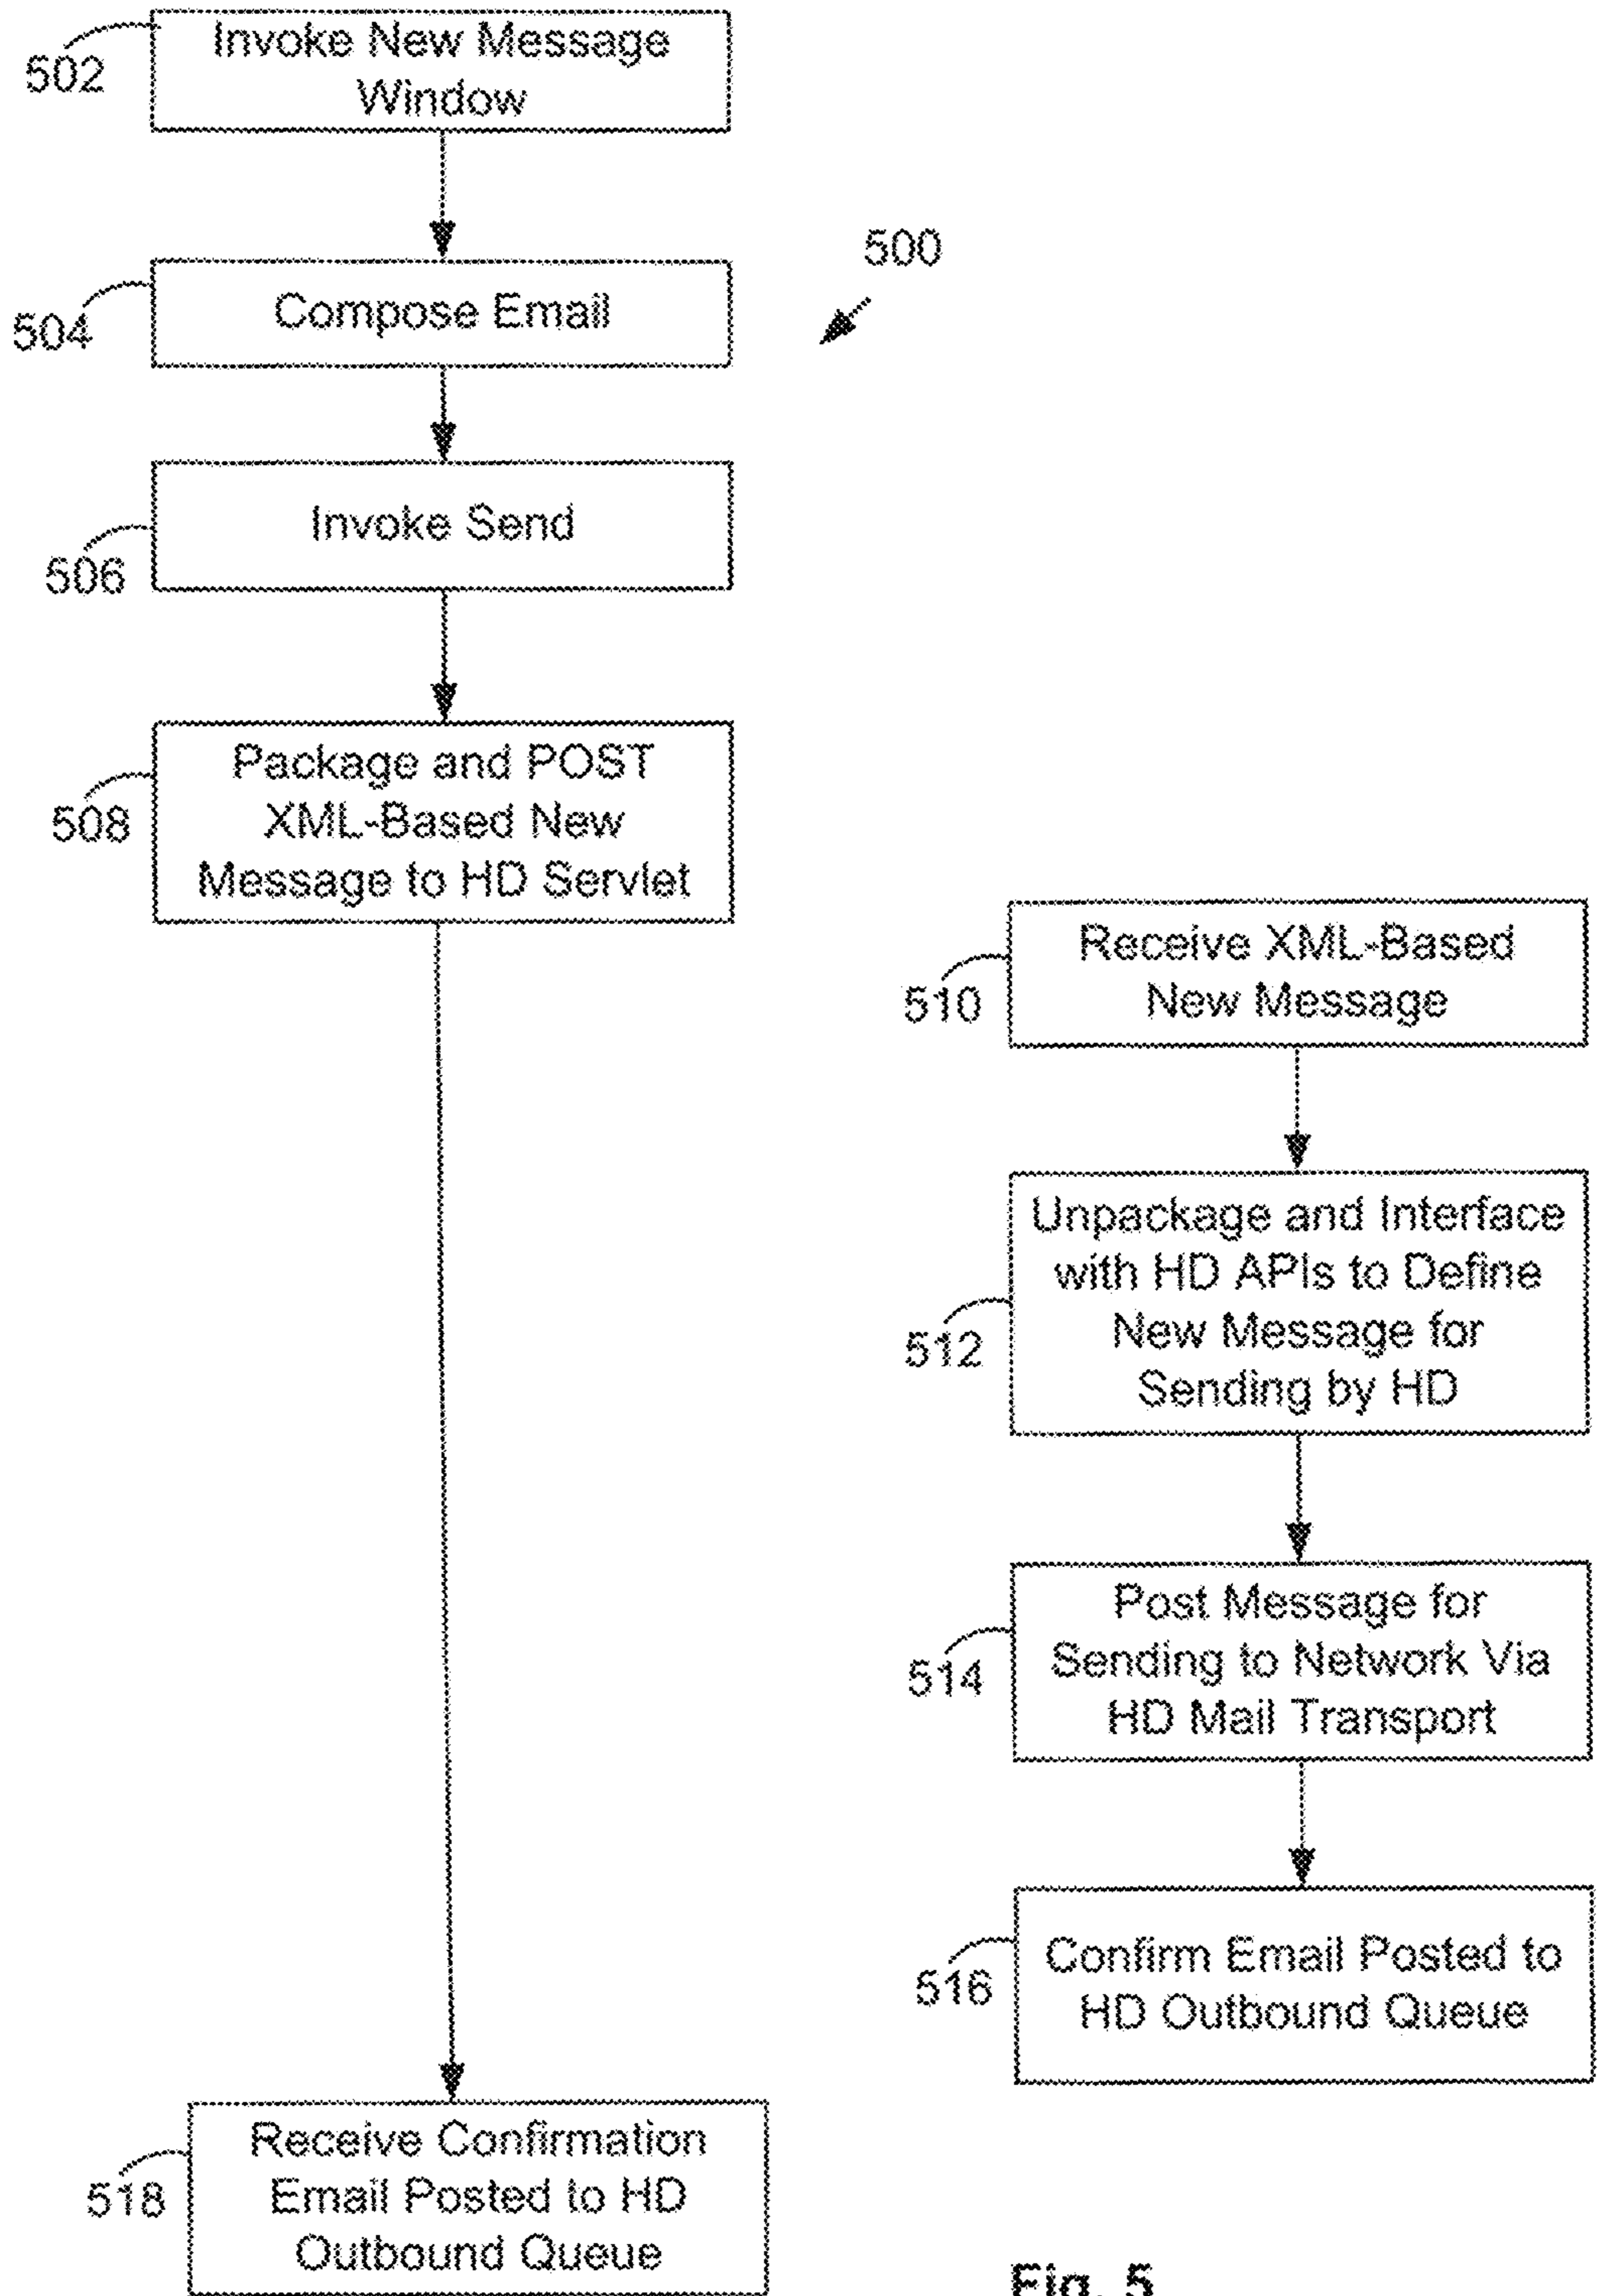 Invoke New Message
Window
502
500
Compose Email
504
Invoke Send
506
Package and POST
XML-Based New
Message to HD Servlet
508
Receive XML-Based
New Message
510
Unpackage and Interface
with HD APIs to Define
New Message for
Sending by HD
512
Post Message for
Sending to Network Via
HD Mail Transport
514
Confirm Email Posted to
HD Outbound Queue
516
Receive Confirmation
Email Posted to HD
Outbound Queue
518
Fig. 5